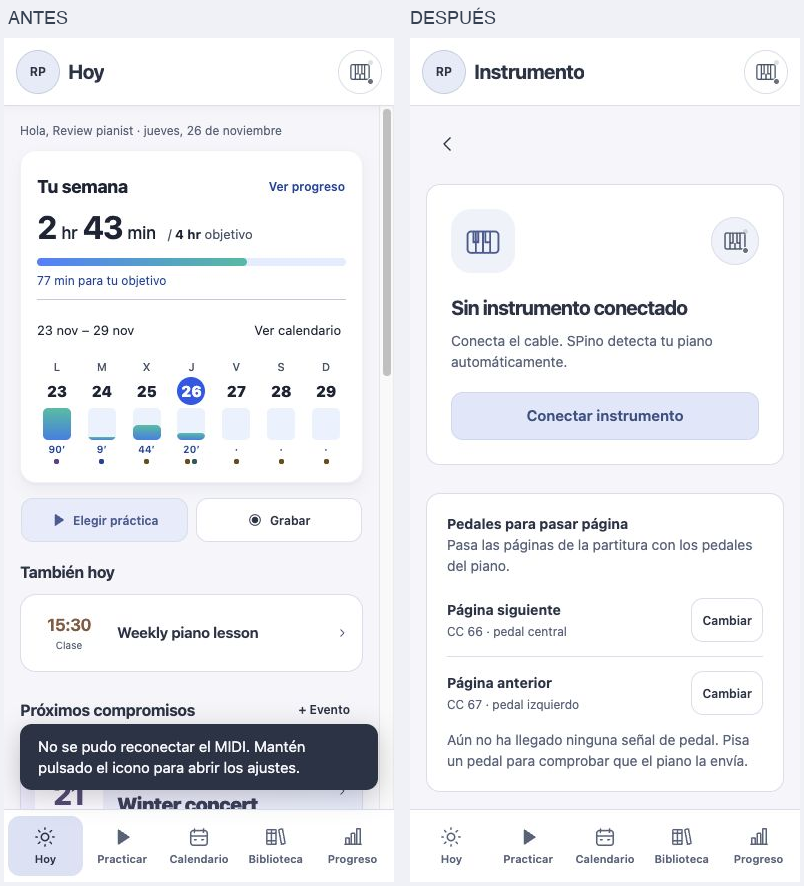 ANTES
RP
Hoy
Hola, Review pianist · jueves, 26 de noviembre
Tu semana
Ver progreso
2 hr 43 min / 4 hr objetivo
77 min para tu objetivo
23 nov – 29 nov
Ver calendario
L M X J V S D
23 24 25 26 27 28 29
90′ 9′ 44′ 20′ · · ·
Elegir práctica
Grabar
También hoy
15:30
Clase
Weekly piano lesson
Próximos compromisos
+ Evento
No se pudo reconectar el MIDI. Mantén
pulsado el icono para abrir los ajustes.
21
Winter concert
Hoy
Practicar
Calendario
Biblioteca
Progreso
DESPUÉS
RP
Instrumento
Sin instrumento conectado
Conecta el cable. SPino detecta tu piano
automáticamente.
Conectar instrumento
Pedales para pasar página
Pasa las páginas de la partitura con los pedales
del piano.
Página siguiente
CC 66 · pedal central
Cambiar
Página anterior
CC 67 · pedal izquierdo
Cambiar
Aún no ha llegado ninguna señal de pedal. Pisa
un pedal para comprobar que el piano la envía.
Hoy
Practicar
Calendario
Biblioteca
Progreso